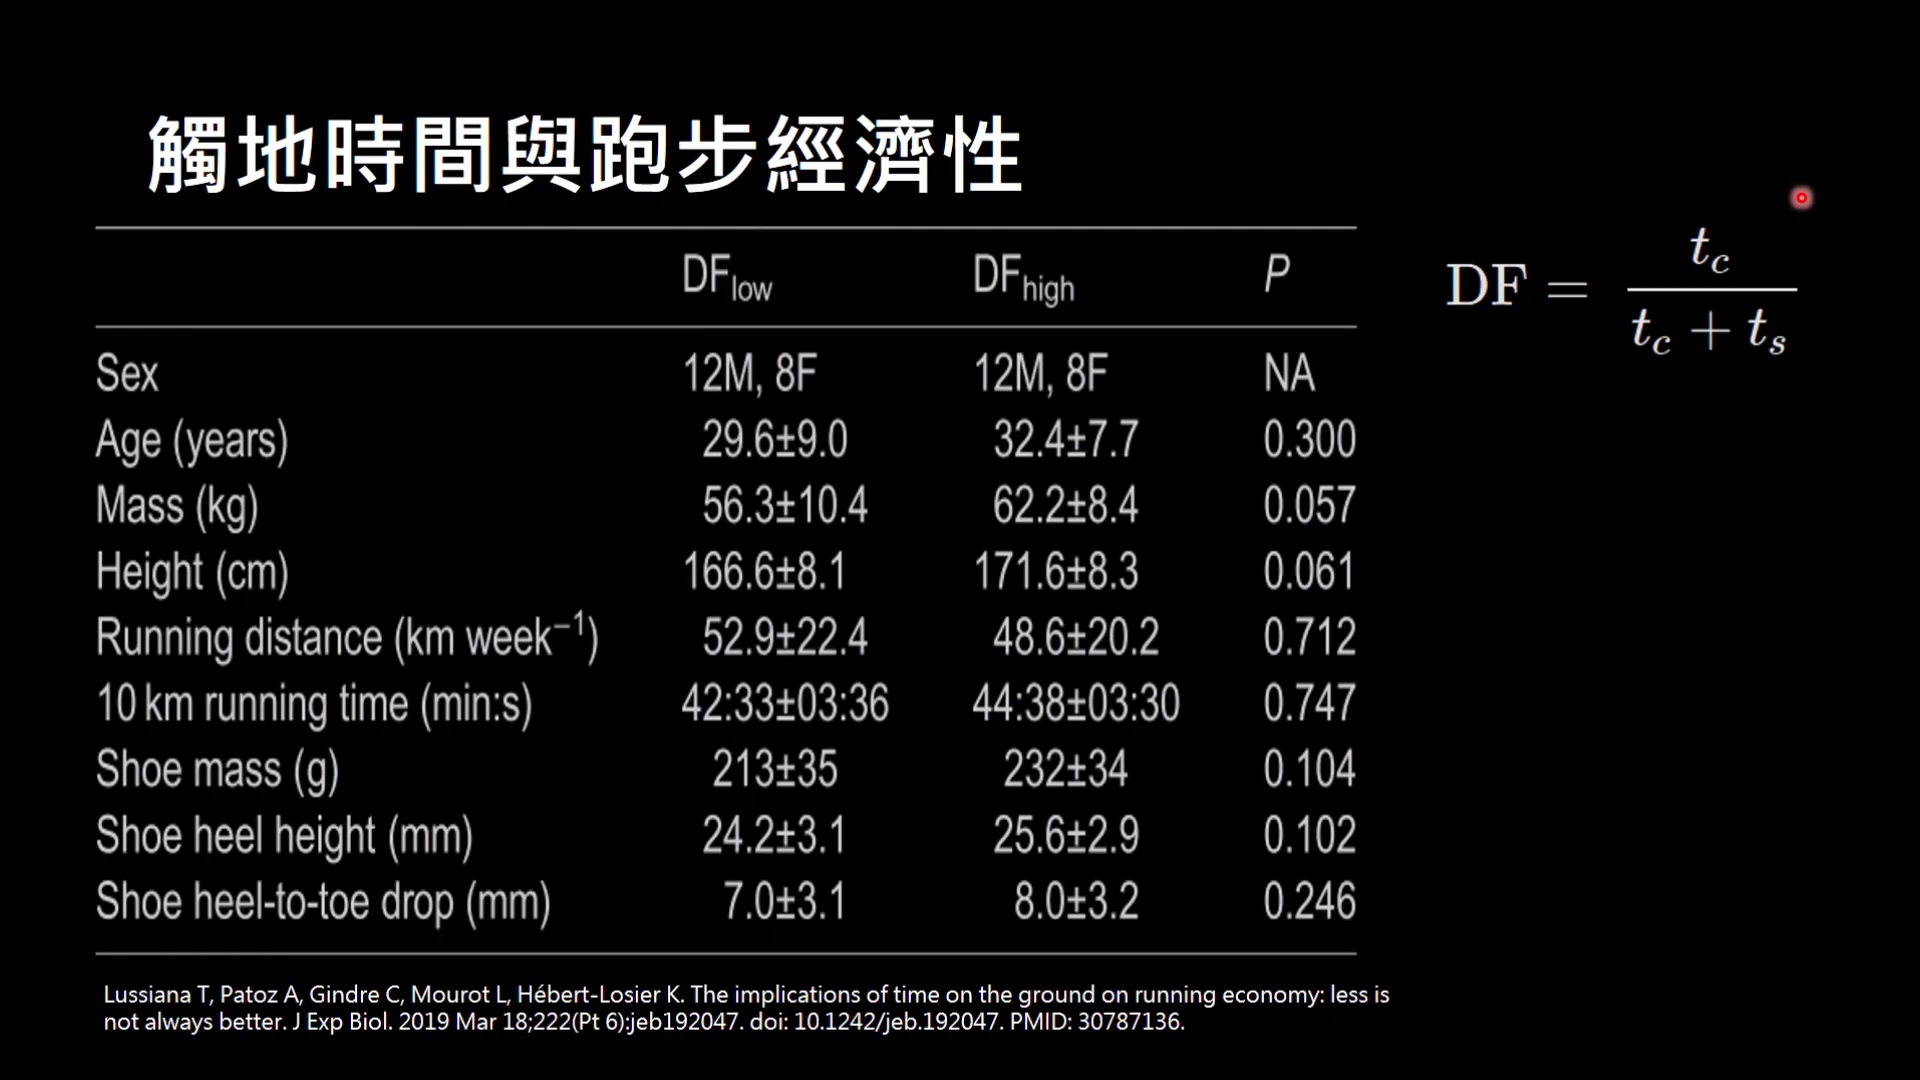 觸地時間與跑步經濟性
DFlow DFhigh P
Sex 12M, 8F 12M, 8F NA
Age (years) 29.6±9.0 32.4±7.7 0.300
Mass (kg) 56.3±10.4 62.2±8.4 0.057
Height (cm) 166.6±8.1 171.6±8.3 0.061
Running distance (km week⁻¹) 52.9±22.4 48.6±20.2 0.712
10 km running time (min:s) 42:33±03:36 44:38±03:30 0.747
Shoe mass (g) 213±35 232±34 0.104
Shoe heel height (mm) 24.2±3.1 25.6±2.9 0.102
Shoe heel-to-toe drop (mm) 7.0±3.1 8.0±3.2 0.246
DF = tc / (tc + ts)
Lussiana T, Patoz A, Gindre C, Mourot L, Hébert-Losier K. The implications of time on the ground on running economy: less is
not always better. J Exp Biol. 2019 Mar 18;222(Pt 6):jeb192047. doi: 10.1242/jeb.192047. PMID: 30787136.